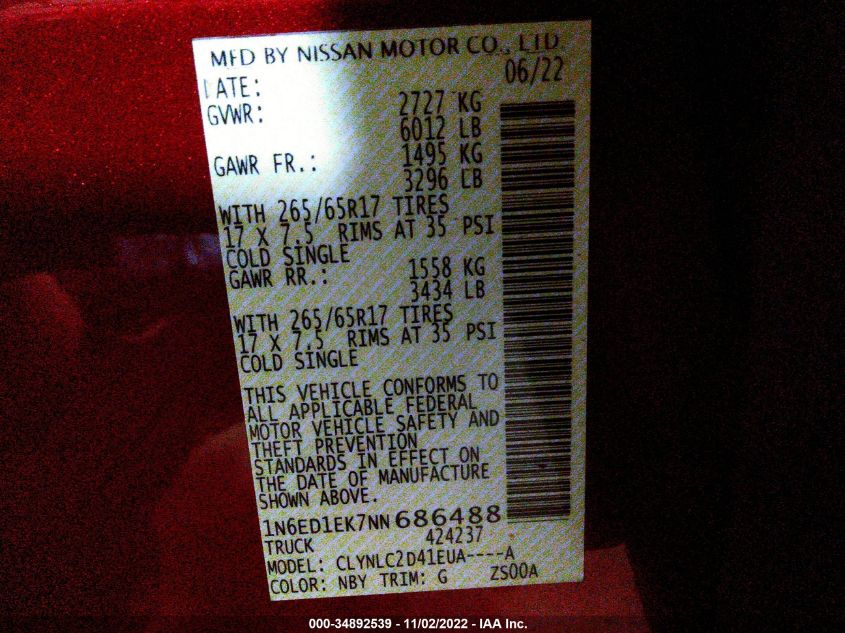 MFD BY NISSAN MOTOR CO., LTD.
DATE: 06/22
GVWR: 2727 KG
6012 LB
GAWR FR.: 1495 KG
3296 LB
WITH 265/65R17 TIRES
17 X 7.5 RIMS AT 35 PSI
COLD SINGLE
GAWR RR.: 1558 KG
3434 LB
WITH 265/65R17 TIRES
17 X 7.5 RIMS AT 35 PSI
COLD SINGLE
THIS VEHICLE CONFORMS TO
ALL APPLICABLE FEDERAL
MOTOR VEHICLE SAFETY AND
THEFT PREVENTION
STANDARDS IN EFFECT ON
THE DATE OF MANUFACTURE
SHOWN ABOVE.
1N6ED1EK7NN686488
TRUCK 424237
MODEL: CLYNLC2D41EUA----A
COLOR: NBY TRIM: G ZS00A
000-34892539 - 11/02/2022 - IAA Inc.